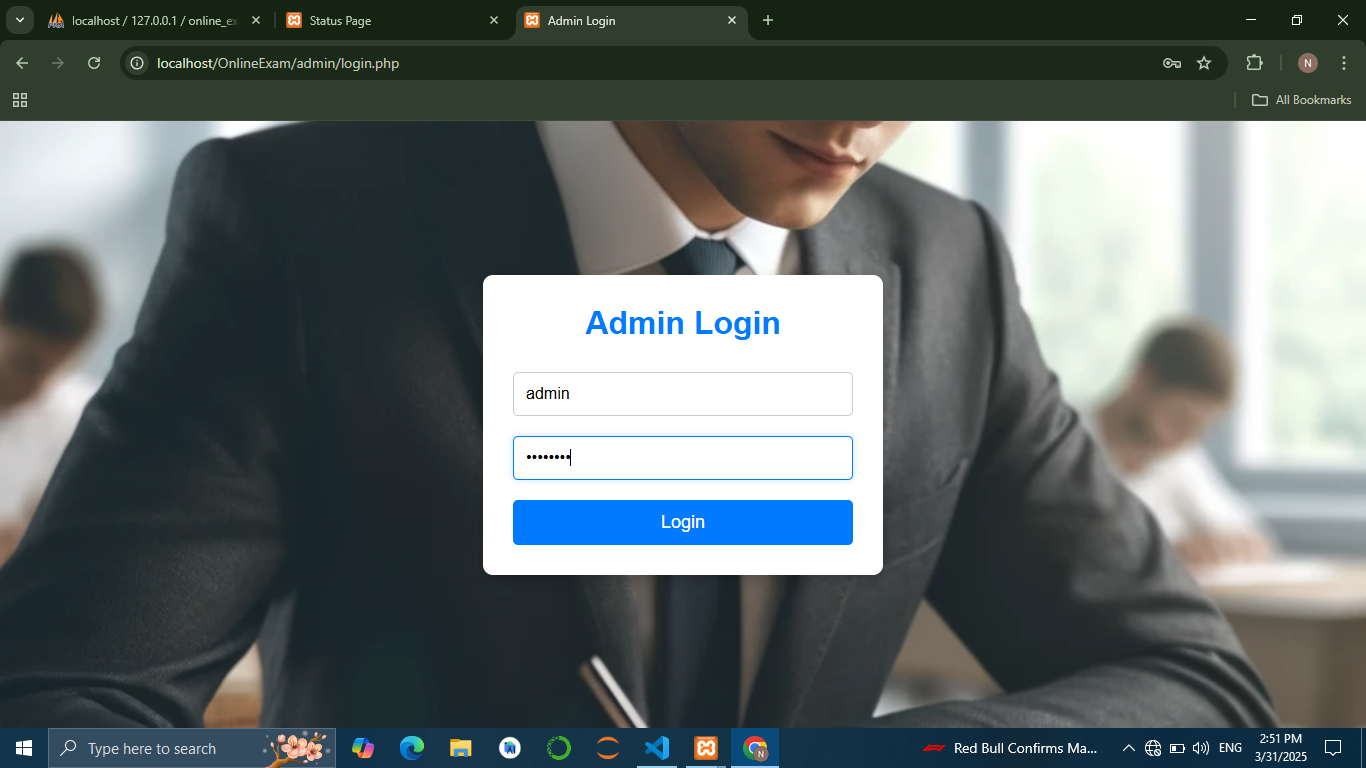 localhost / 127.0.0.1 / online_ex
Status Page
Admin Login
localhost/OnlineExam/admin/login.php
N
All Bookmarks
Admin Login
admin
••••••••
Login
Type here to search
Red Bull Confirms Ma...
ENG
2:51 PM
3/31/2025